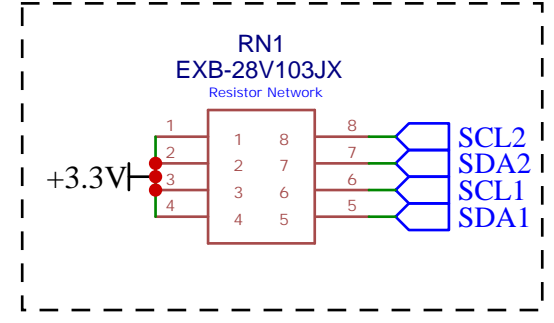 RN1
EXB-28V103JX
Resistor Network
1 1 8 8 SCL2
2 2 7 7 SDA2
+3.3V 3 3 6 6 SCL1
4 4 5 5 SDA1